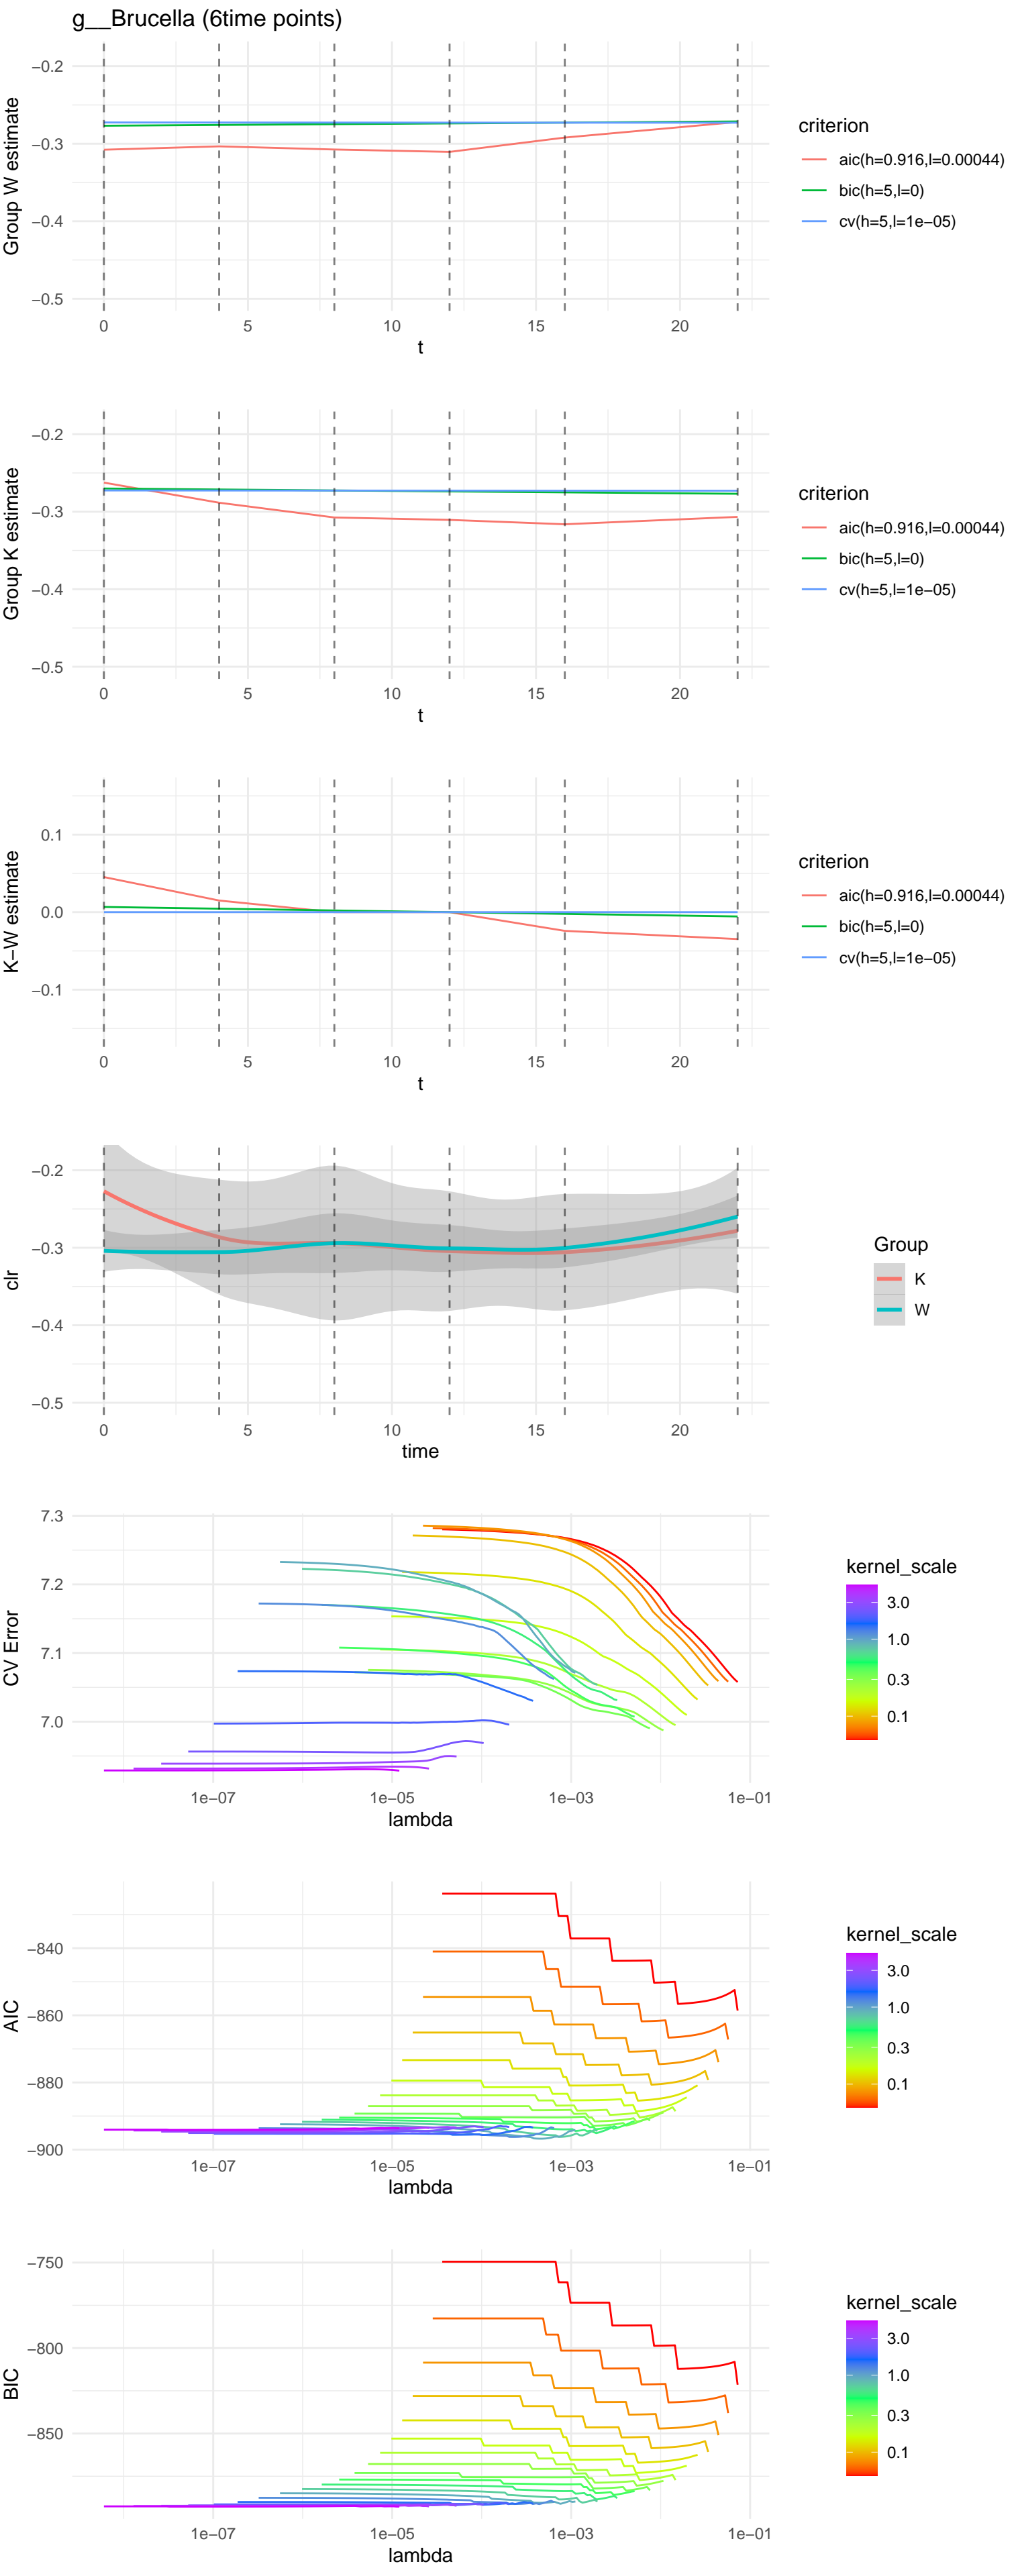 g__Brucella (6time points)
Group W estimate
−0.2
−0.3
−0.4
−0.5
0 5 10 15 20
t
criterion
aic(h=0.916,l=0.00044)
bic(h=5,l=0)
cv(h=5,l=1e−05)
Group K estimate
−0.2
−0.3
−0.4
−0.5
0 5 10 15 20
t
criterion
aic(h=0.916,l=0.00044)
bic(h=5,l=0)
cv(h=5,l=1e−05)
K−W estimate
0.1
0.0
−0.1
0 5 10 15 20
t
criterion
aic(h=0.916,l=0.00044)
bic(h=5,l=0)
cv(h=5,l=1e−05)
clr
−0.2
−0.3
−0.4
−0.5
0 5 10 15 20
time
Group
K
W
CV Error
7.3
7.2
7.1
7.0
1e−07 1e−05 1e−03 1e−01
lambda
kernel_scale
3.0
1.0
0.3
0.1
AIC
−840
−860
−880
−900
1e−07 1e−05 1e−03 1e−01
lambda
kernel_scale
3.0
1.0
0.3
0.1
BIC
−750
−800
−850
1e−07 1e−05 1e−03 1e−01
lambda
kernel_scale
3.0
1.0
0.3
0.1